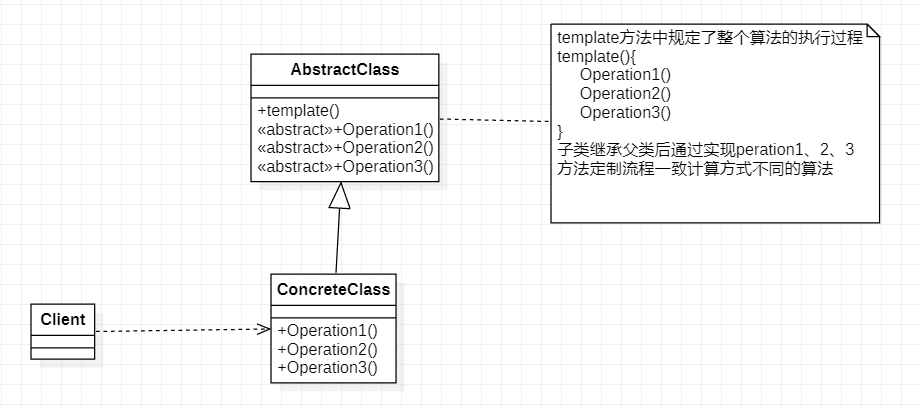 AbstractClass
+template()
«abstract»+Operation1()
«abstract»+Operation2()
«abstract»+Operation3()
template方法中规定了整个算法的执行过程
template(){
Operation1()
Operation2()
Operation3()
}
子类继承父类后通过实现peration1、2、3
方法定制流程一致计算方式不同的算法
Client
ConcreteClass
+Operation1()
+Operation2()
+Operation3()